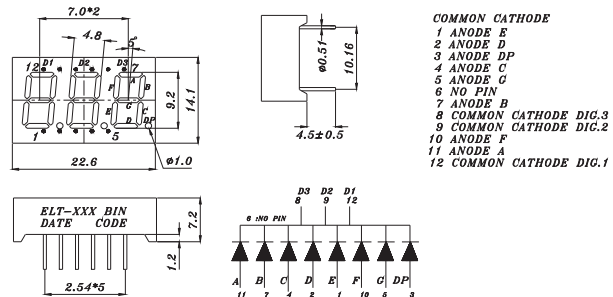 7.0*2
4.8
5°
12 D1 D2 D3 7
A
F B
G
E C
D DP
1 5
9.2
14.1
22.6
ø1.0
ø0.51
10.16
4.5±0.5
COMMON CATHODE
1 ANODE E
2 ANODE D
3 ANODE DP
4 ANODE C
5 ANODE G
6 NO PIN
7 ANODE B
8 COMMON CATHODE DIG.3
9 COMMON CATHODE DIG.2
10 ANODE F
11 ANODE A
12 COMMON CATHODE DIG.1
ELT-XXX BIN
DATE CODE
7.2
1.2
2.54*5
D3 D2 D1
8 9 12
6 :NO PIN
A B C D E F G DP
11 7 4 2 1 10 5 3